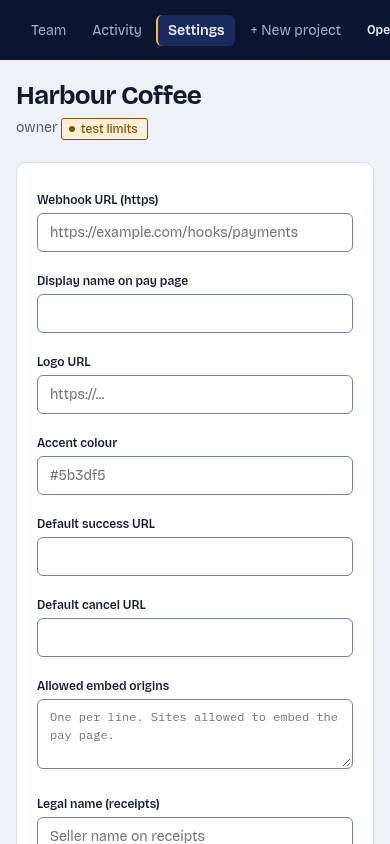 Team Activity Settings + New project Ope
Harbour Coffee
owner test limits
Webhook URL (https)
https://example.com/hooks/payments
Display name on pay page
Logo URL
https://...
Accent colour
#5b3df5
Default success URL
Default cancel URL
Allowed embed origins
One per line. Sites allowed to embed the
pay page.
Legal name (receipts)
Seller name on receipts